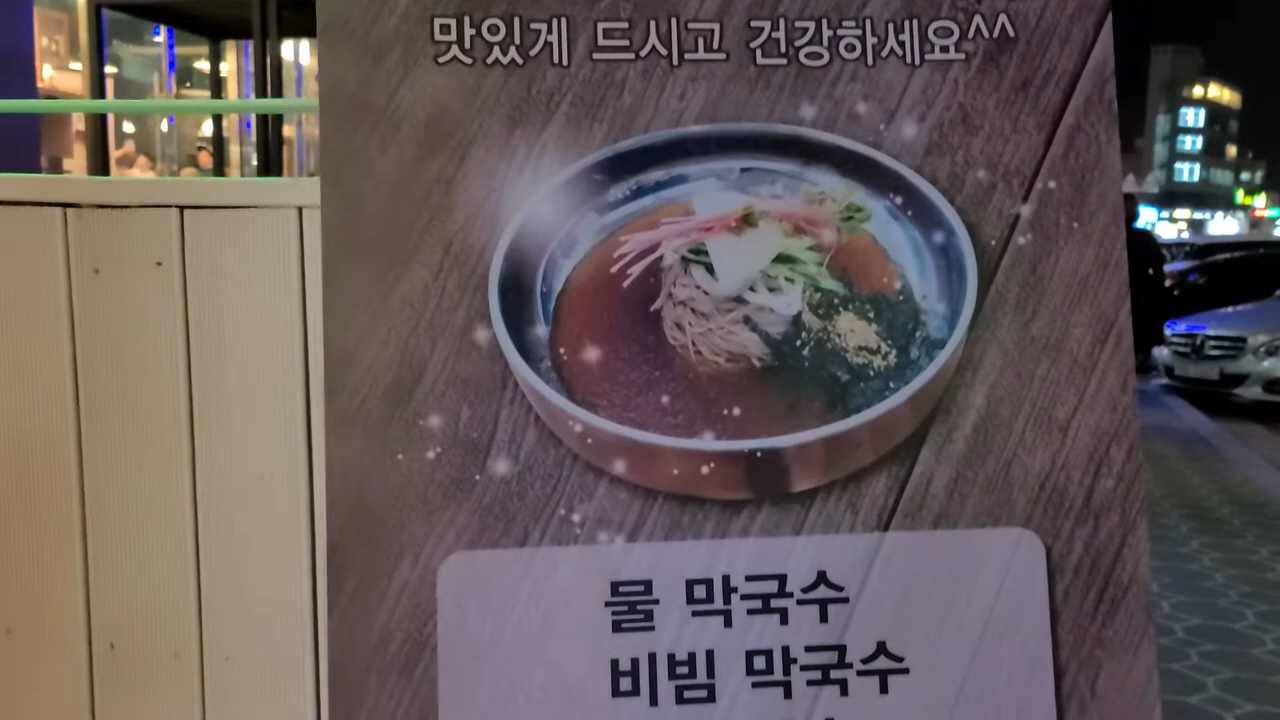 맛있게 드시고 건강하세요^^
물 막국수
비빔 막국수